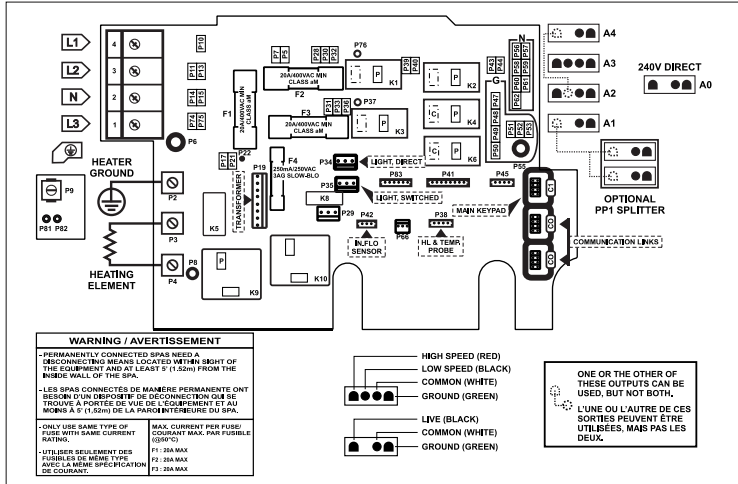 L1
L2
N
L3
4
3
2
1
P10
P11
P13
P14
P15
P74
P75
P6
P7
P5
P28
P30
P32
P76
K1
P
P39
P40
K2
P43
P44
N
P56
P57
P58
P59
P60
P61
P62
G
P47
P48
P49
P50
P51
P52
P53
P55
F1
20A/400VAC MIN
CLASS aM
20A/400VAC MIN
CLASS aM
F2
P31
P33
P36
P37
F3
20A/400VAC MIN
CLASS aM
K3
P
K4
C
K6
P
C
P22
P17
P21
P19
TRANSFORMER
F4
250mA/250VAC
3AG SLOW-BLO
P34
LIGHT, DIRECT
P35
LIGHT, SWITCHED
P83
P41
P45
K8
K5
P29
P42
IN.FLO
SENSOR
P66
P38
HL & TEMP.
PROBE
MAIN KEYPAD
C1
CO
CO
COMMUNICATION LINKS
P9
P81
P82
HEATER
GROUND
P2
P3
P8
P4
HEATING
ELEMENT
K9
P
K10
P
A4
A3
A2
A1
240V DIRECT
A0
OPTIONAL
PP1 SPLITTER
WARNING / AVERTISSEMENT
- PERMANENTLY CONNECTED SPAS NEED A
DISCONNECTING MEANS LOCATED WITHIN SIGHT OF
THE EQUIPMENT AND AT LEAST 5' (1.52m) FROM THE
INSIDE WALL OF THE SPA.
- LES SPAS CONNECTÉS DE MANIÈRE PERMANENTE ONT
BESOIN D'UN DISPOSITIF DE DÉCONNECTION QUI SE
TROUVE À PORTÉE DE VUE DE L'ÉQUIPEMENT ET AU
MOINS À 5' (1,52m) DE LA PAROI INTÉRIEURE DU SPA.
- ONLY USE SAME TYPE OF
FUSE WITH SAME CURRENT
RATING.
- UTILISER SEULEMENT DES
FUSIBLES DE MÊME TYPE
AVEC LA MÊME SPÉCIFICATION
DE COURANT.
MAX. CURRENT PER FUSE/
COURANT MAX. PAR FUSIBLE
(@50°C)
F1 : 20A MAX
F2 : 20A MAX
F3 : 20A MAX
HIGH SPEED (RED)
LOW SPEED (BLACK)
COMMON (WHITE)
GROUND (GREEN)
LIVE (BLACK)
COMMON (WHITE)
GROUND (GREEN)
ONE OR THE OTHER OF
THESE OUTPUTS CAN BE
USED, BUT NOT BOTH.
L'UNE OU L'AUTRE DE CES
SORTIES PEUVENT ÊTRE
UTILISÉES, MAIS PAS LES
DEUX.